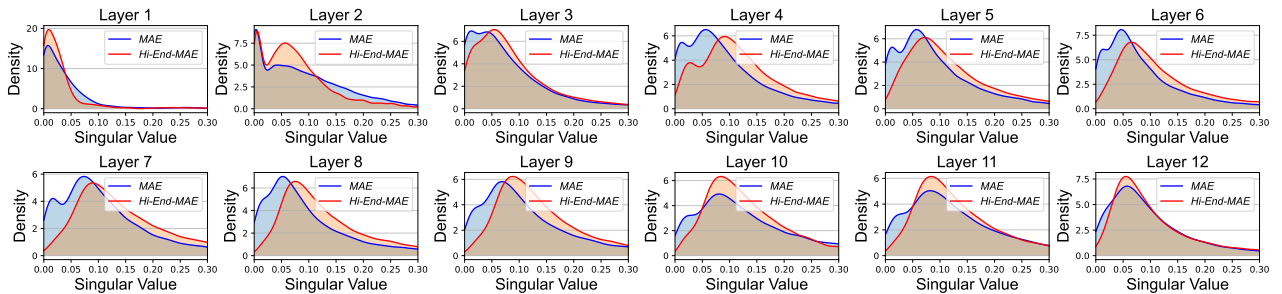 Layer 1
Density
20
10
0
MAE
Hi-End-MAE
0.00 0.05 0.10 0.15 0.20 0.25 0.30
Singular Value
Layer 2
Density
7.5
5.0
2.5
0.0
MAE
Hi-End-MAE
0.00 0.05 0.10 0.15 0.20 0.25 0.30
Singular Value
Layer 3
Density
6
4
2
0
MAE
Hi-End-MAE
0.00 0.05 0.10 0.15 0.20 0.25 0.30
Singular Value
Layer 4
Density
6
4
2
0
MAE
Hi-End-MAE
0.00 0.05 0.10 0.15 0.20 0.25 0.30
Singular Value
Layer 5
Density
6
4
2
0
MAE
Hi-End-MAE
0.00 0.05 0.10 0.15 0.20 0.25 0.30
Singular Value
Layer 6
Density
7.5
5.0
2.5
0.0
MAE
Hi-End-MAE
0.00 0.05 0.10 0.15 0.20 0.25 0.30
Singular Value
Layer 7
Density
6
4
2
0
MAE
Hi-End-MAE
0.00 0.05 0.10 0.15 0.20 0.25 0.30
Singular Value
Layer 8
Density
6
4
2
0
MAE
Hi-End-MAE
0.00 0.05 0.10 0.15 0.20 0.25 0.30
Singular Value
Layer 9
Density
6
4
2
0
MAE
Hi-End-MAE
0.00 0.05 0.10 0.15 0.20 0.25 0.30
Singular Value
Layer 10
Density
6
4
2
0
MAE
Hi-End-MAE
0.00 0.05 0.10 0.15 0.20 0.25 0.30
Singular Value
Layer 11
Density
6
4
2
0
MAE
Hi-End-MAE
0.00 0.05 0.10 0.15 0.20 0.25 0.30
Singular Value
Layer 12
Density
7.5
5.0
2.5
0.0
MAE
Hi-End-MAE
0.00 0.05 0.10 0.15 0.20 0.25 0.30
Singular Value